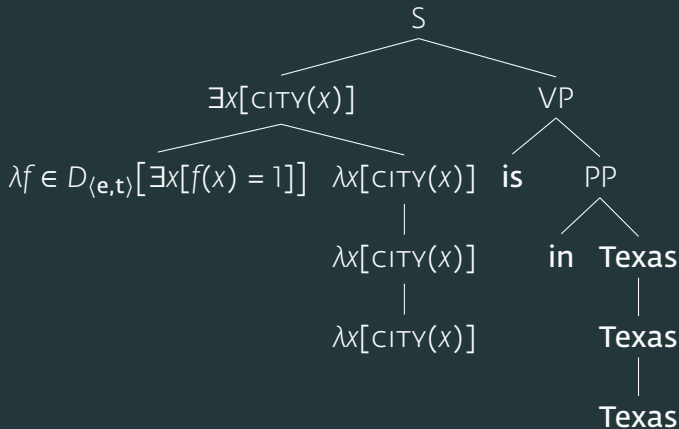 S
∃x[CITY(x)] VP
λf ∈ D⟨e,t⟩[∃x[f(x) = 1]] λx[CITY(x)] is PP
λx[CITY(x)] in Texas
λx[CITY(x)] Texas
Texas